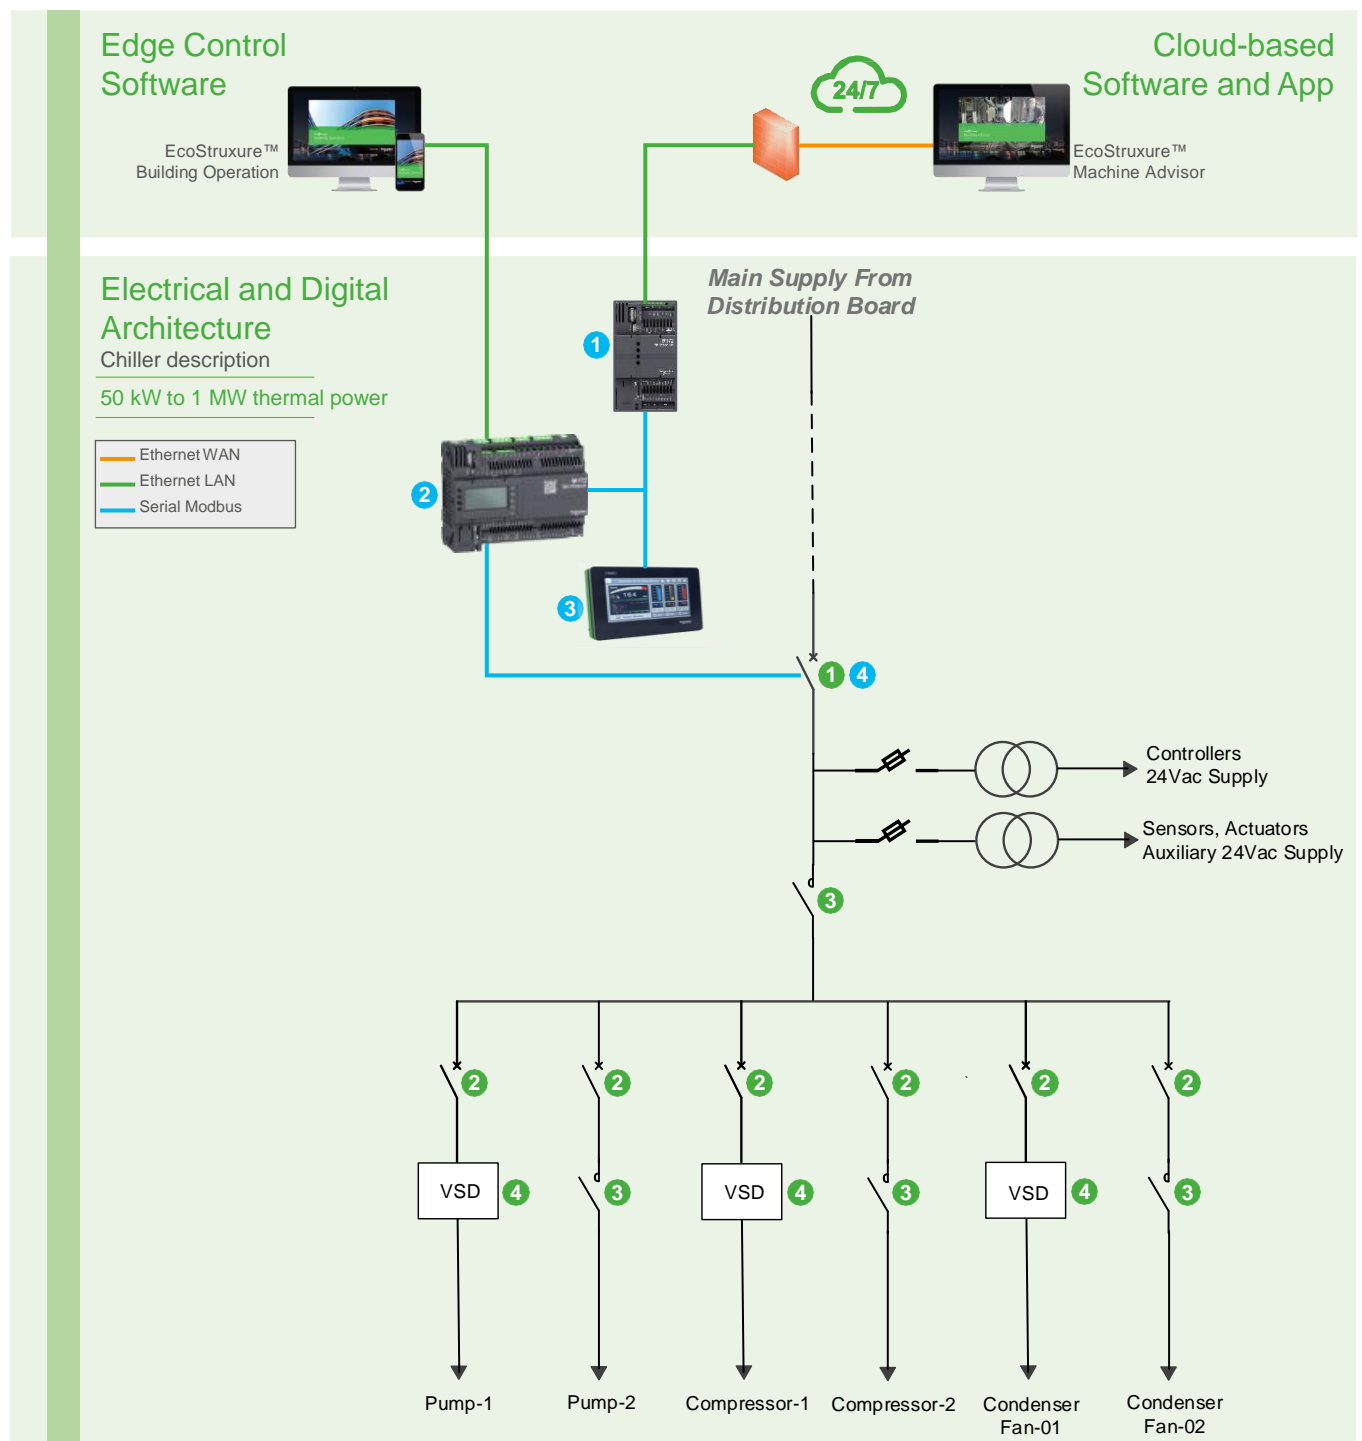 Edge Control
Software
Cloud-based
Software and App
24/7
EcoStruxure™
Building Operation
EcoStruxure™
Machine Advisor
Electrical and Digital
Architecture
Chiller description
50 kW to 1 MW thermal power
Ethernet WAN
Ethernet LAN
Serial Modbus
Main Supply From
Distribution Board
1
2
3
1 4
Controllers
24Vac Supply
Sensors, Actuators
Auxiliary 24Vac Supply
3
2 2 2 2 2 2
VSD 4 3 VSD 4 3 VSD 4 3
Pump-1
Pump-2
Compressor-1
Compressor-2
Condenser
Fan-01
Condenser
Fan-02